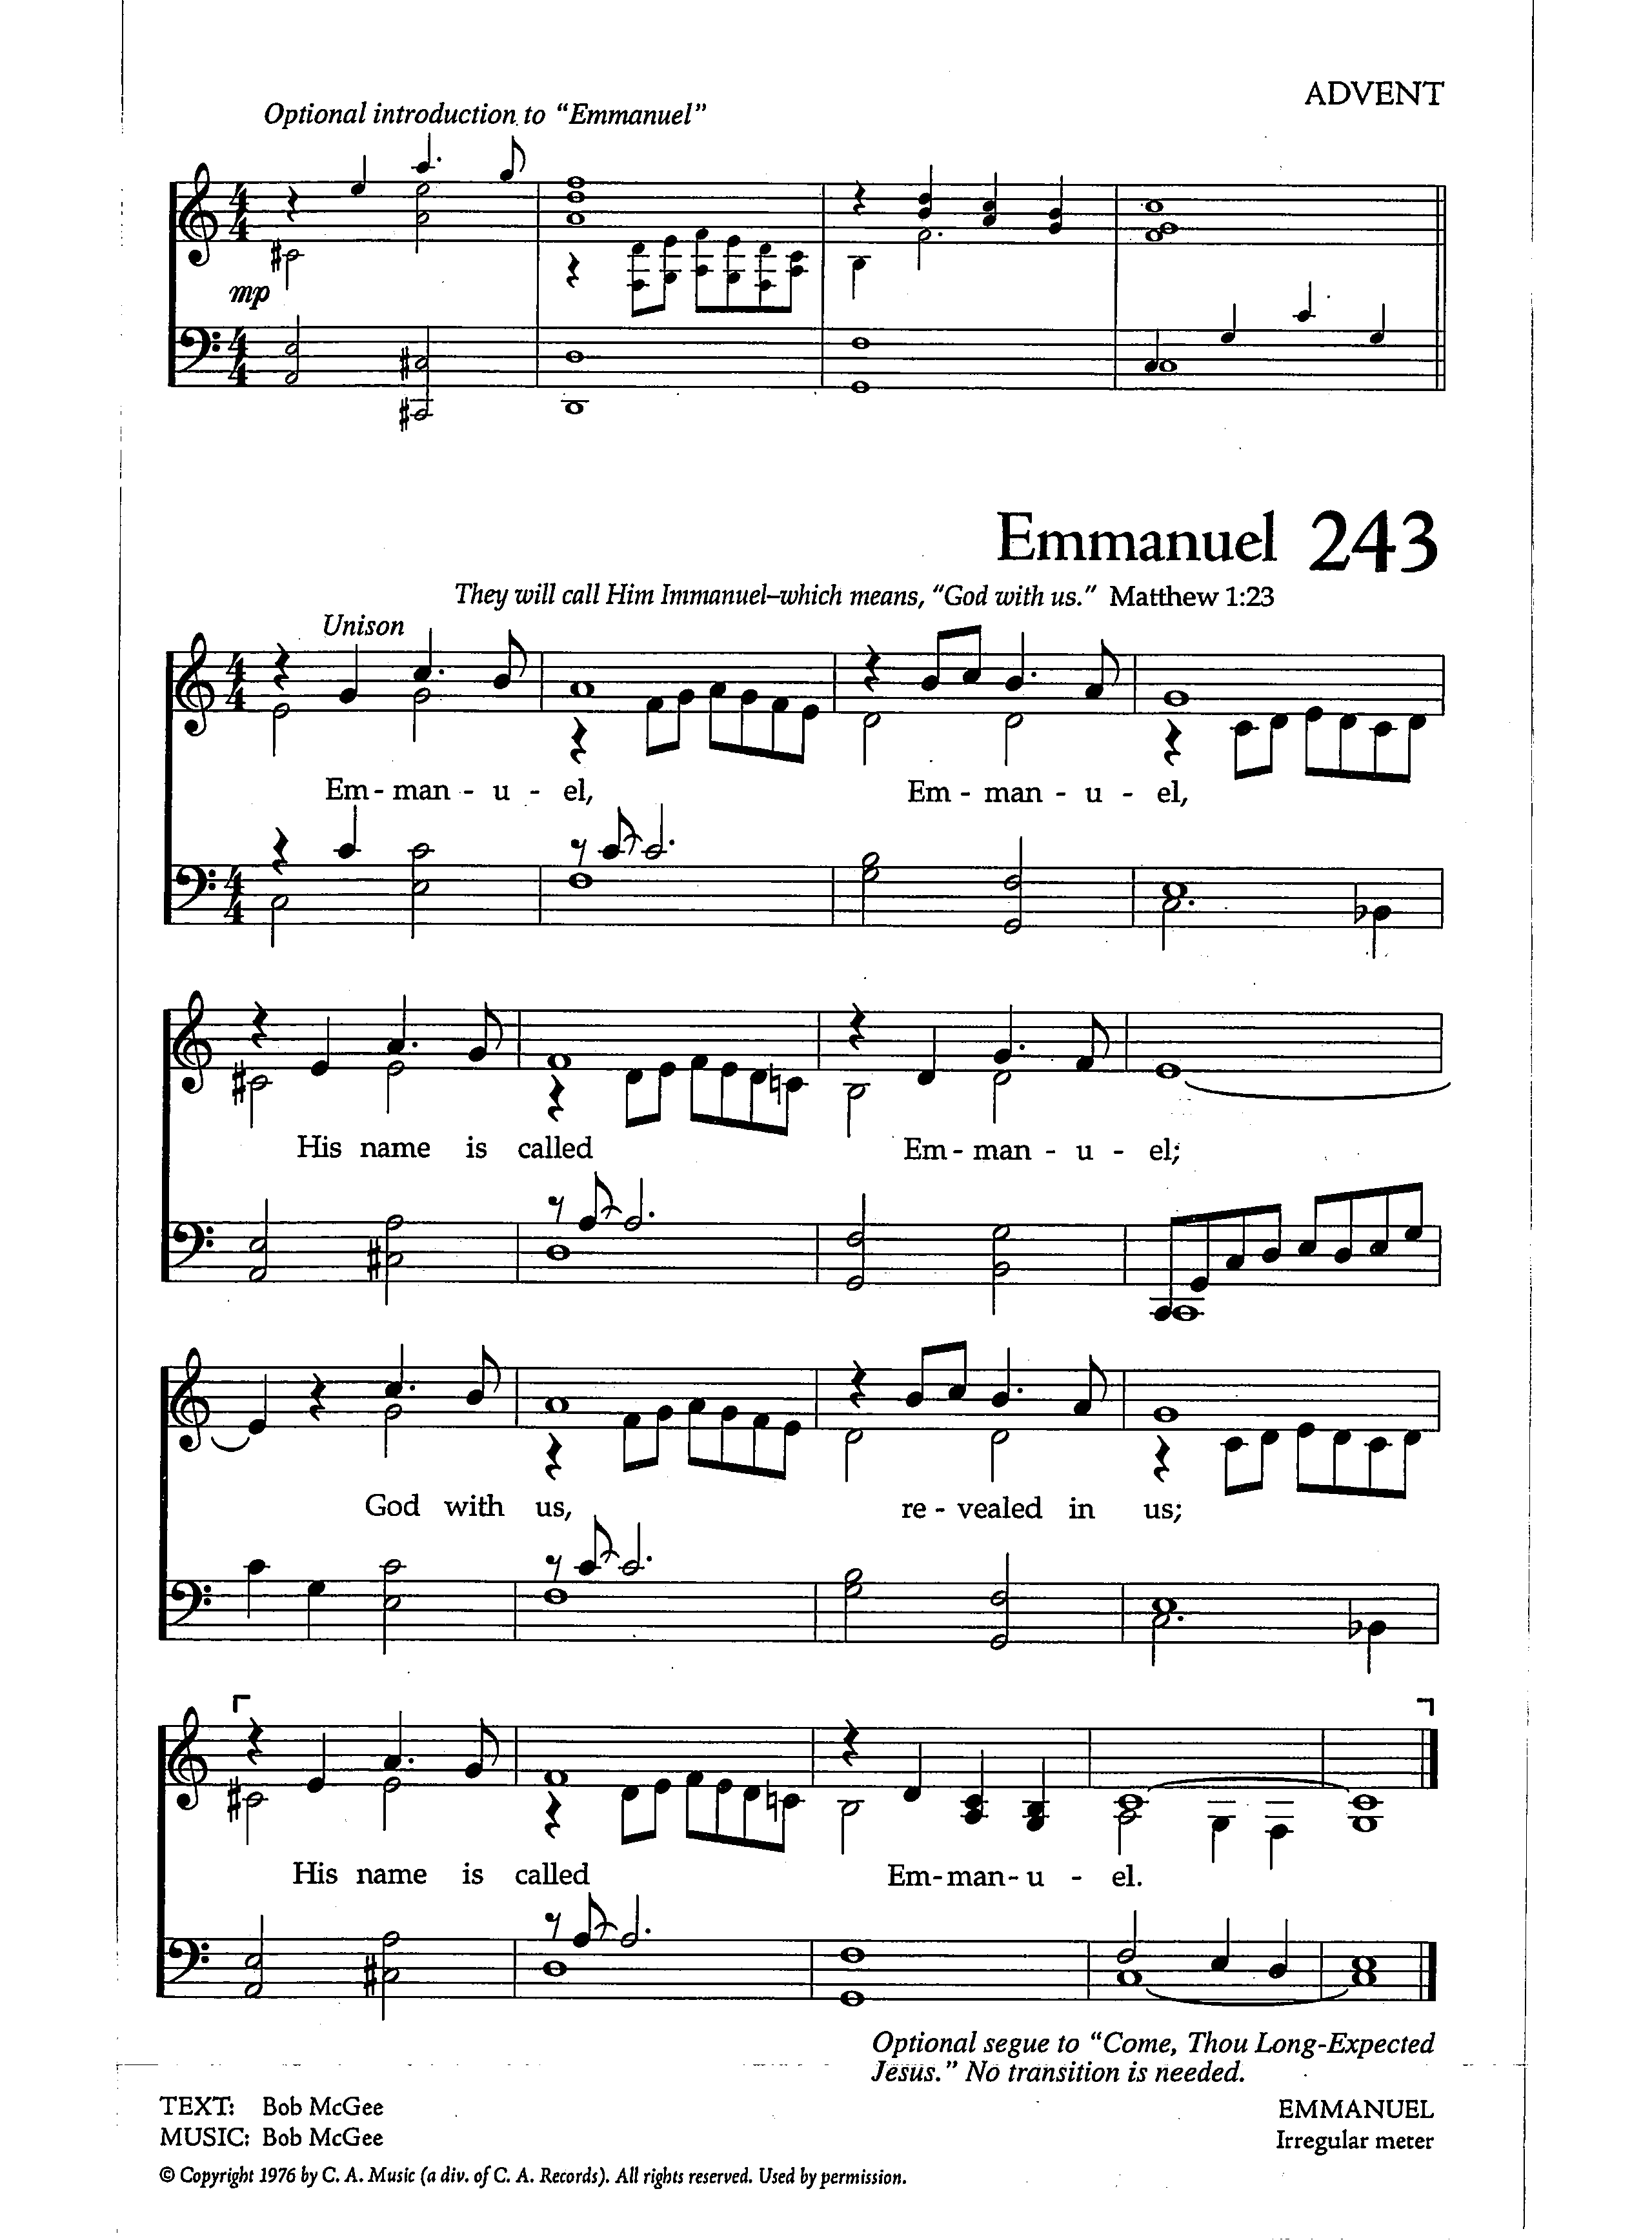 ADVENT
Optional introduction to “Emmanuel”
mp
Emmanuel 243
They will call Him Immanuel–which means, “God with us.” Matthew 1:23
Unison
Em - man - u - el, Em - man - u - el,
His name is called Em - man - u - el;
God with us, re - vealed in us;
His name is called Em - man - u - el.
Optional segue to “Come, Thou Long-Expected
Jesus.” No transition is needed.
TEXT: Bob McGee
MUSIC: Bob McGee
EMMANUEL
Irregular meter
© Copyright 1976 by C. A. Music (a div. of C. A. Records). All rights reserved. Used by permission.